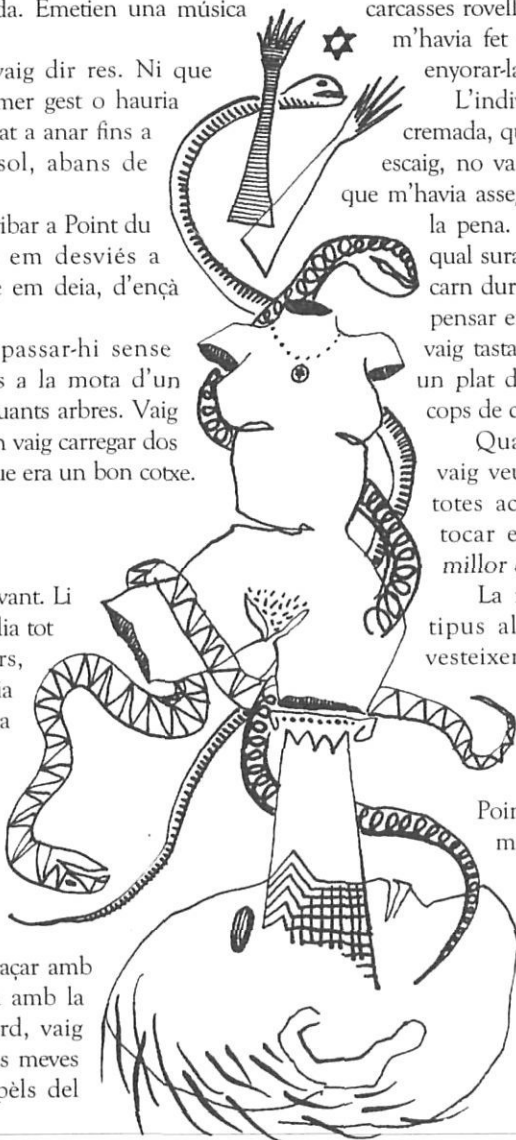 da. Emetien una música
vaig dir res. Ni que
mer gest o hauria
at a anar fins a
sol, abans de
ribar a Point du
em desviés a
e em deia, d'ençà
passar-hi sense
s a la mota d'un
uants arbres. Vaig
n vaig carregar dos
ue era un bon cotxe.
vant. Li
lia tot
rs,
ia
a
açar amb
amb la
rd, vaig
s meves
pèls del
carcasses rovell
m'havia fet
enyorar-la
L'indiv
cremada, qu
escaig, no va
que m'havia asseg
la pena.
qual sura
carn dur
pensar e
vaig tasta
un plat d
cops de c
Qua
vaig veu
totes ac
tocar e
millor
La
tipus al
vesteixen
Poin
m